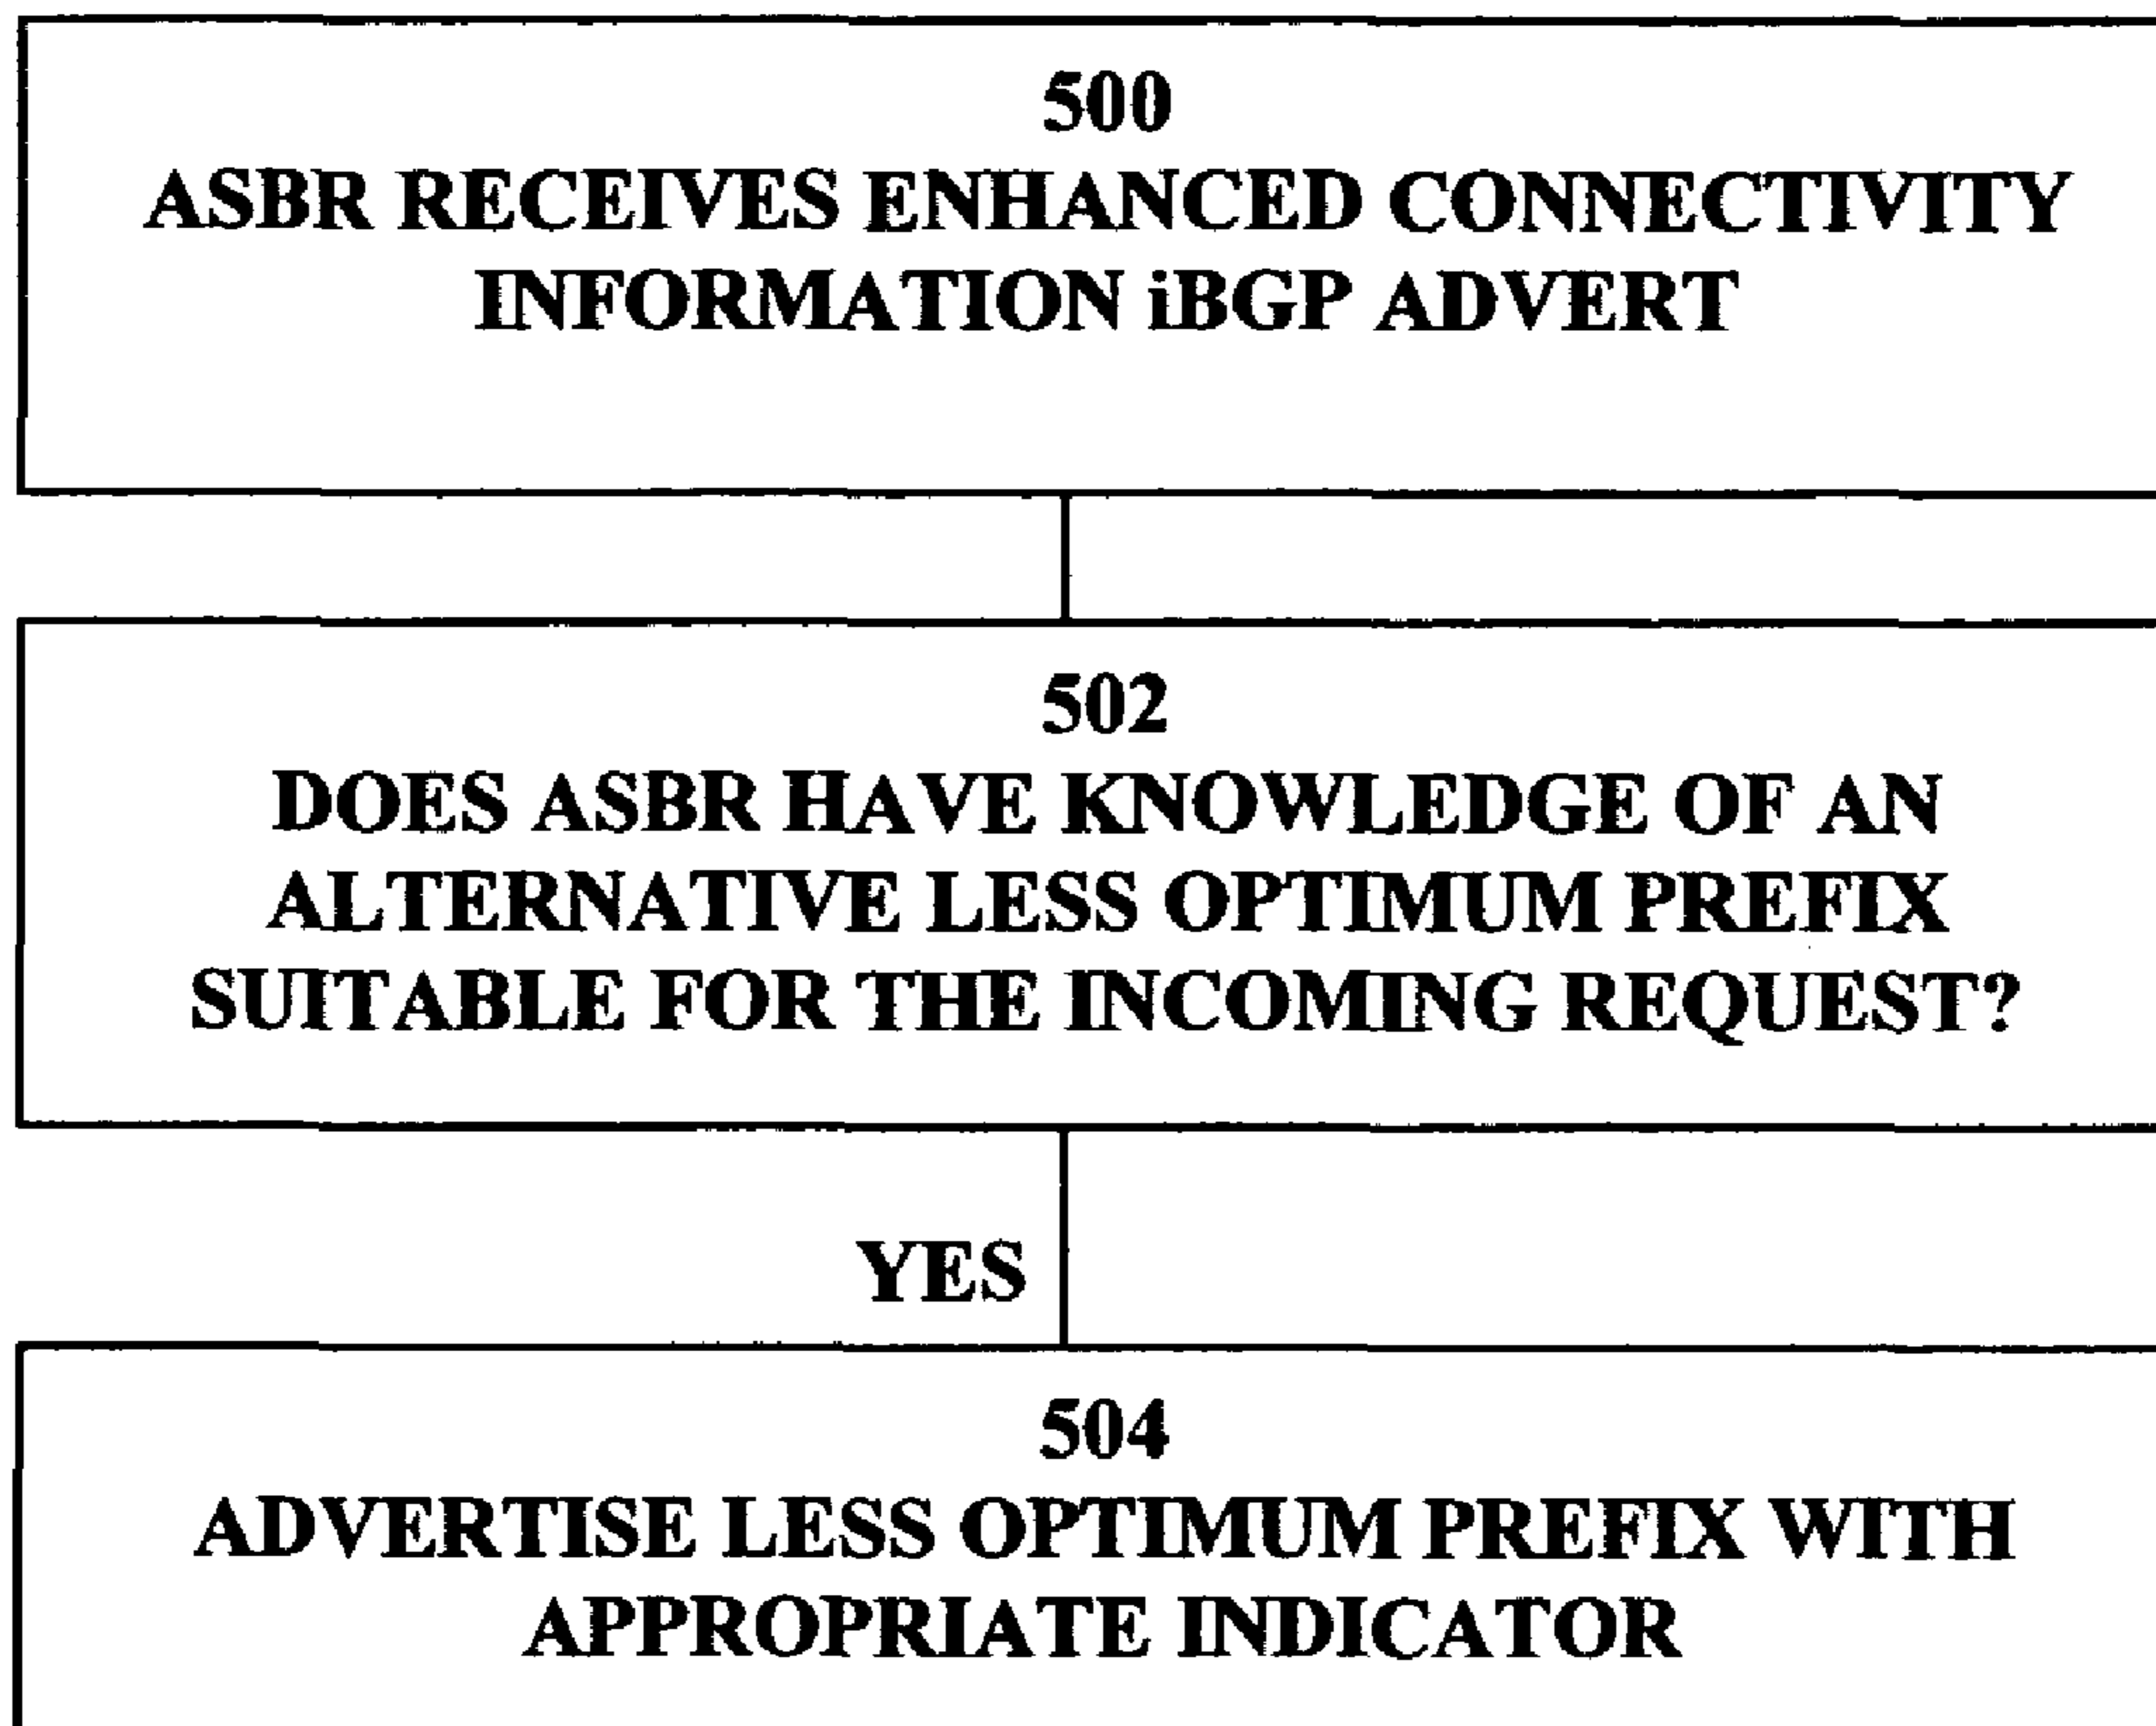 500
ASBR RECEIVES ENHANCED CONNECTIVITY
INFORMATION iBGP ADVERT
502
DOES ASBR HAVE KNOWLEDGE OF AN
ALTERNATIVE LESS OPTIMUM PREFIX
SUITABLE FOR THE INCOMING REQUEST?
YES
504
ADVERTISE LESS OPTIMUM PREFIX WITH
APPROPRIATE INDICATOR